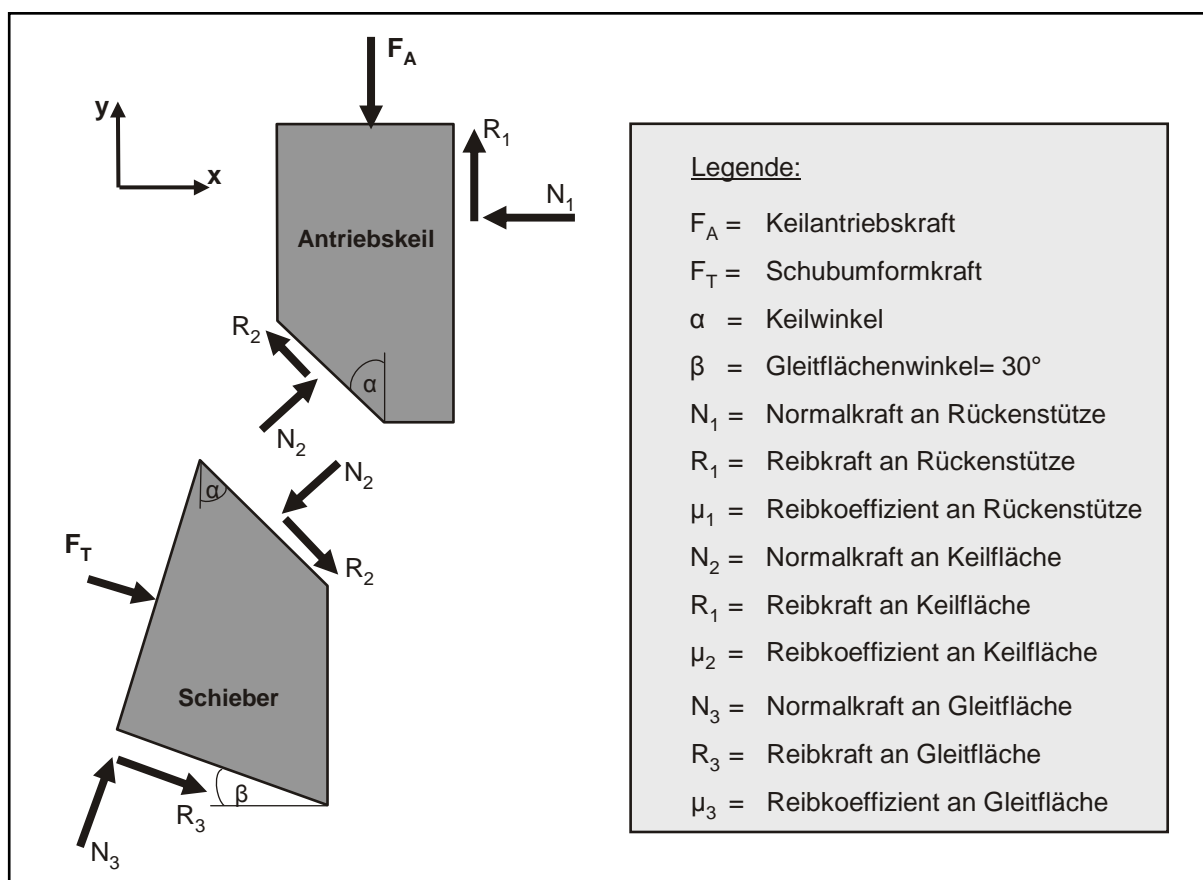 F_A
y
x
R_1
N_1
Antriebskeil
R_2
α
N_2
α
N_2
F_T
R_2
Schieber
β
R_3
N_3
Legende:
F_A = Keilantriebskraft
F_T = Schubumformkraft
α = Keilwinkel
β = Gleitflächenwinkel= 30°
N_1 = Normalkraft an Rückenstütze
R_1 = Reibkraft an Rückenstütze
μ_1 = Reibkoeffizient an Rückenstütze
N_2 = Normalkraft an Keilfläche
R_1 = Reibkraft an Keilfläche
μ_2 = Reibkoeffizient an Keilfläche
N_3 = Normalkraft an Gleitfläche
R_3 = Reibkraft an Gleitfläche
μ_3 = Reibkoeffizient an Gleitfläche